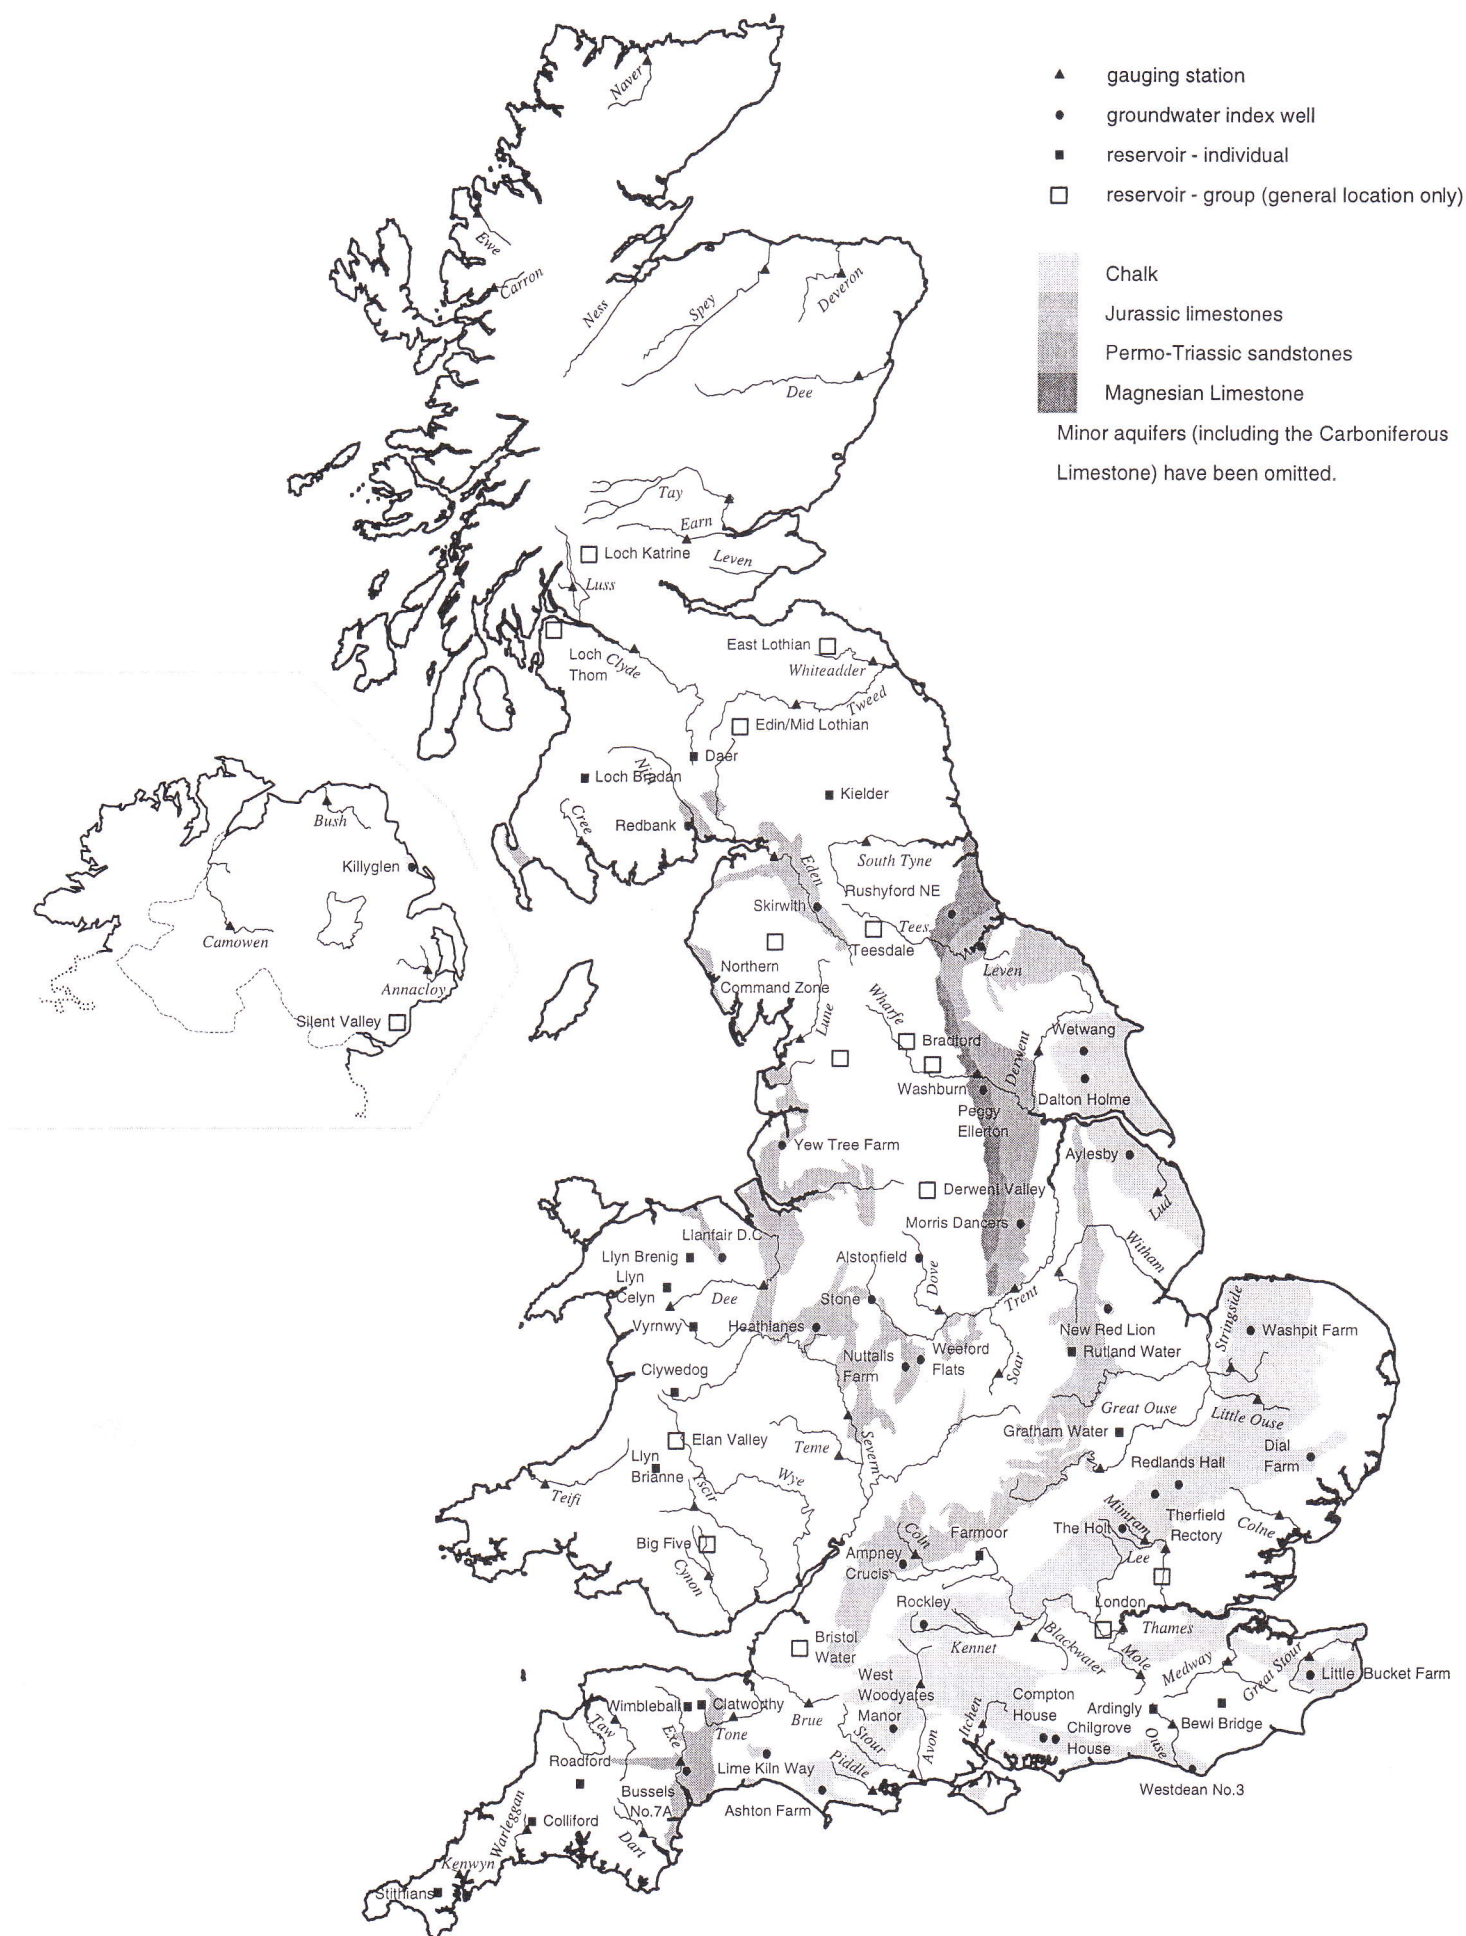 gauging station
groundwater index well
reservoir - individual
reservoir - group (general location only)
Chalk
Jurassic limestones
Permo-Triassic sandstones
Magnesian Limestone
Minor aquifers (including the Carboniferous
Limestone) have been omitted.
Naver
Ewe
Carron
Ness
Spey
Deveron
Dee
Tay
Earn
Loch Katrine
Leven
Luss
East Lothian
Loch
Thom
Clyde
Whiteadder
Tweed
Edin/Mid Lothian
Daer
Nith
Loch Bradan
Kielder
Cree
Redbank
Bush
Killyglen
Camowen
Annacloy
Silent Valley
South Tyne
Eden
Rushyford NE
Skirwith
Tees
Teesdale
Leven
Northern
Command Zone
Lune
Wharfe
Bradford
Derwent
Wetwang
Washburn
Dalton Holme
Peggy
Ellerton
Yew Tree Farm
Aylesby
Derwent Valley
Lud
Morris Dancers
Llanfair D.C
Witham
Llyn Brenig
Alstonfield
Llyn
Celyn
Dee
Dove
Stone
Trent
Stringside
Vyrnwy
Heathlanes
New Red Lion
Washpit Farm
Nuttalls
Farm
Weeford
Flats
Soar
Rutland Water
Clywedog
Great Ouse
Little Ouse
Elan Valley
Teme
Severn
Grafham Water
Dial
Farm
Llyn
Brianne
Redlands Hall
Teifi
Yscir
Wye
Mimram
Therfield
Rectory
Colne
The Holt
Coln
Farmoor
Big Five
Ampney
Crucis
Lee
Cynon
Rockley
London
Thames
Bristol
Water
Kennet
Blackwater
Mole
Medway
Great Stour
Little Bucket Farm
West
Woodyates
Manor
Wimbleball
Clatworthy
Compton
House
Ardingly
Bewl Bridge
Taw
Exe
Tone
Brue
Stour
Avon
Itchen
Chilgrove
House
Ouse
Roadford
Lime Kiln Way
Piddle
Westdean No.3
Bussels
No.7A
Ashton Farm
Warleggan
Colliford
Dart
Kenwyn
Stithians